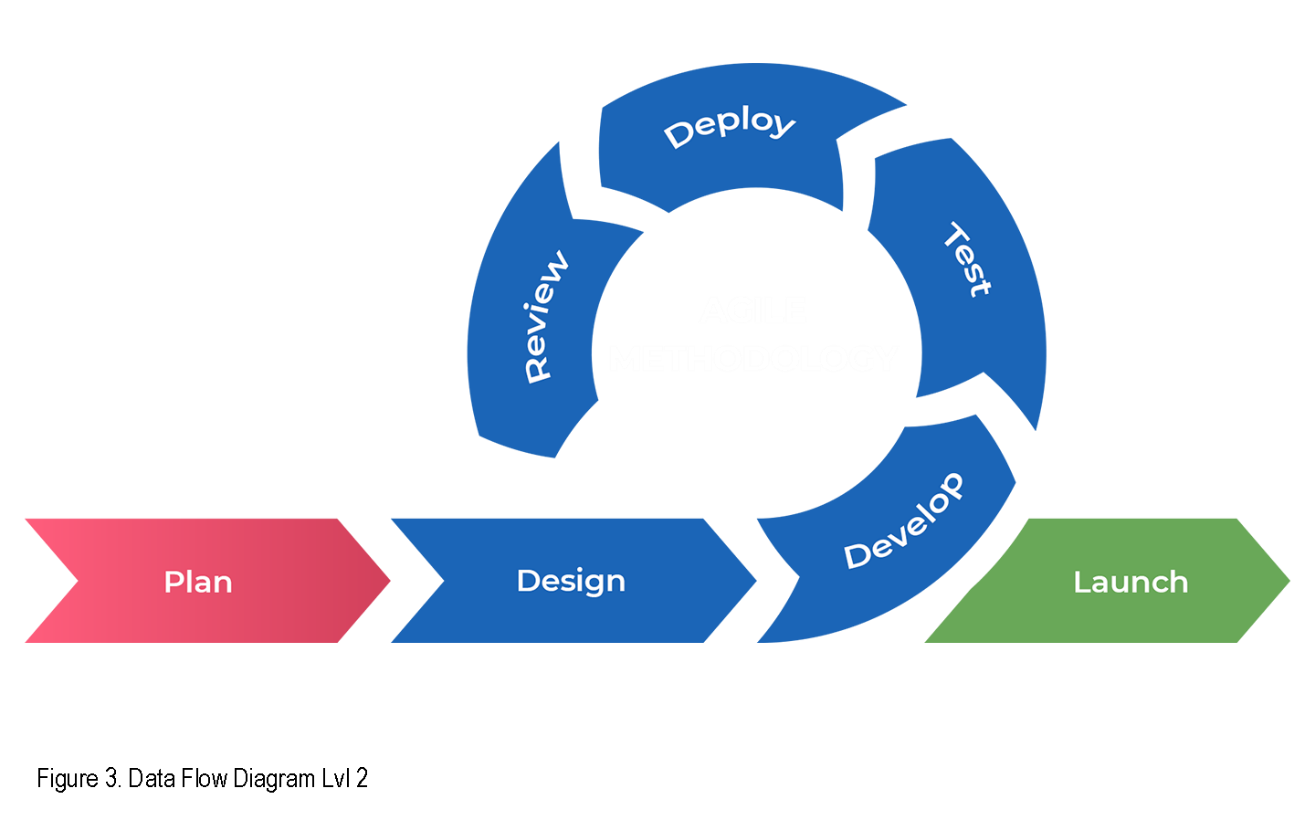 Deploy
Test
Review
Develop
Plan
Design
Launch
Figure 3. Data Flow Diagram Lvl 2